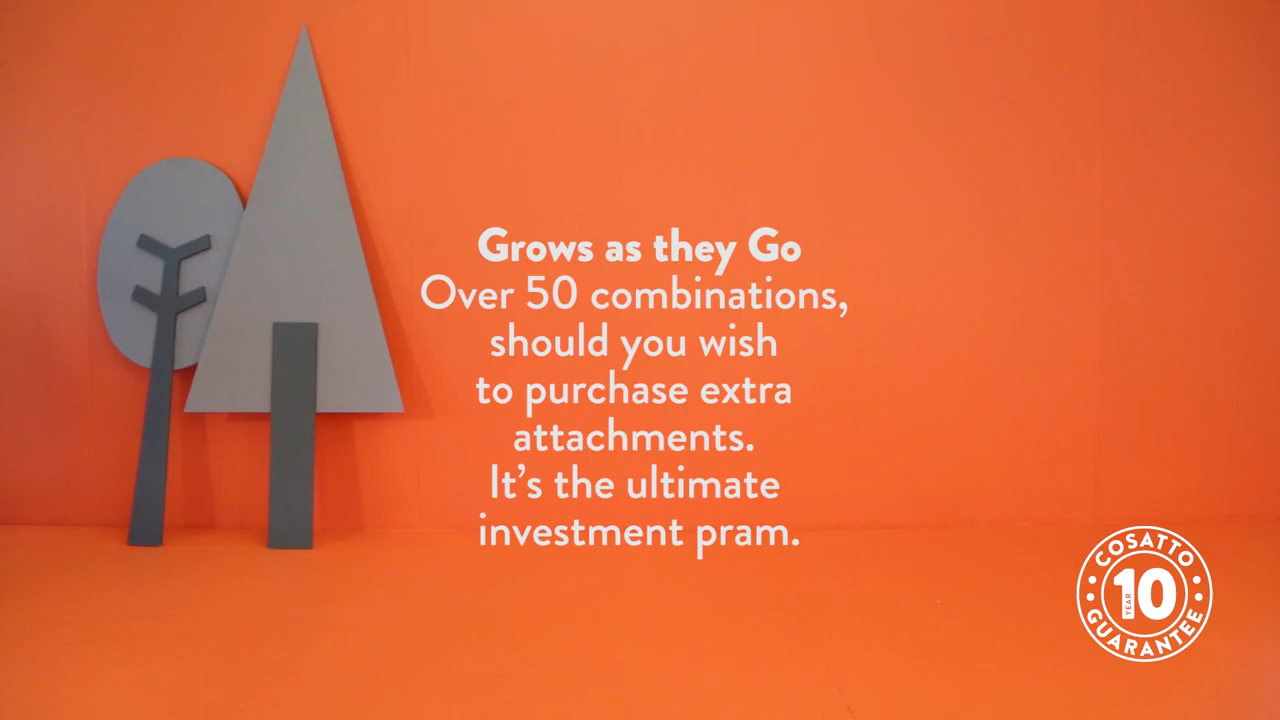 Grows as they Go
Over 50 combinations,
should you wish
to purchase extra
attachments.
It’s the ultimate
investment pram.
COSATTO
10
YEAR
GUARANTEE